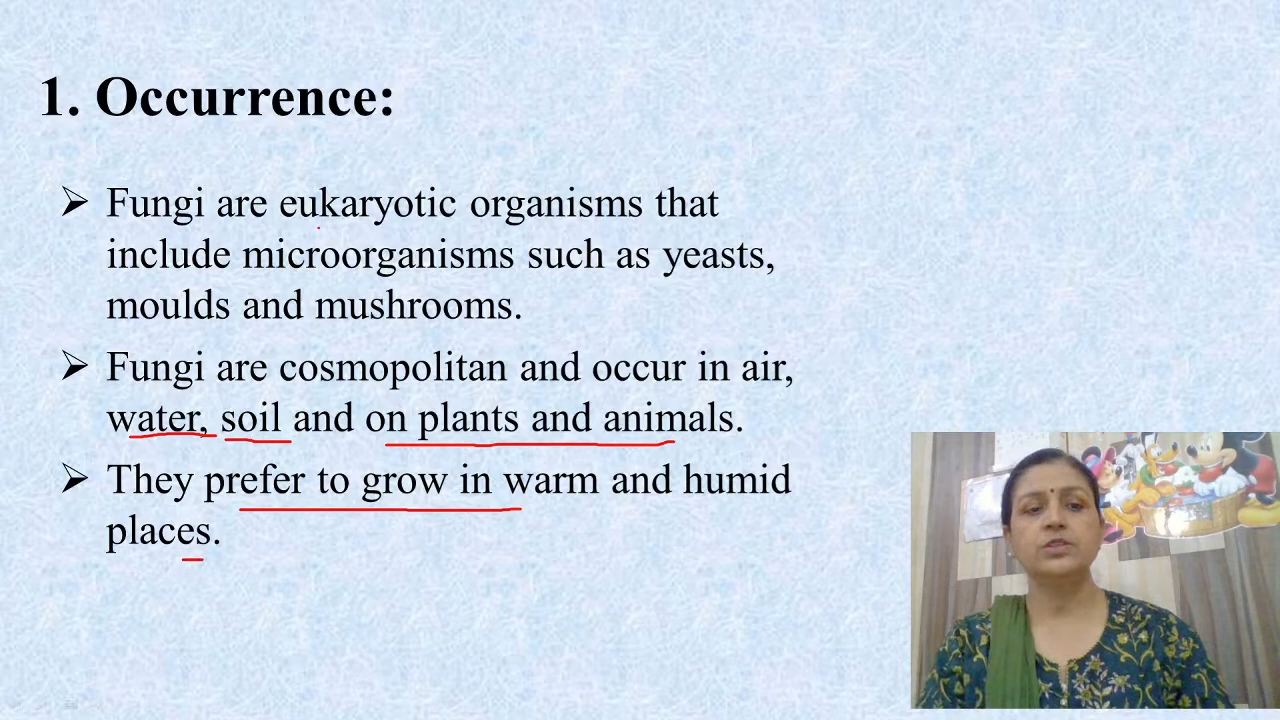 1. Occurrence:
➢ Fungi are eukaryotic organisms that
include microorganisms such as yeasts,
moulds and mushrooms.
➢ Fungi are cosmopolitan and occur in air,
water, soil and on plants and animals.
➢ They prefer to grow in warm and humid
places.